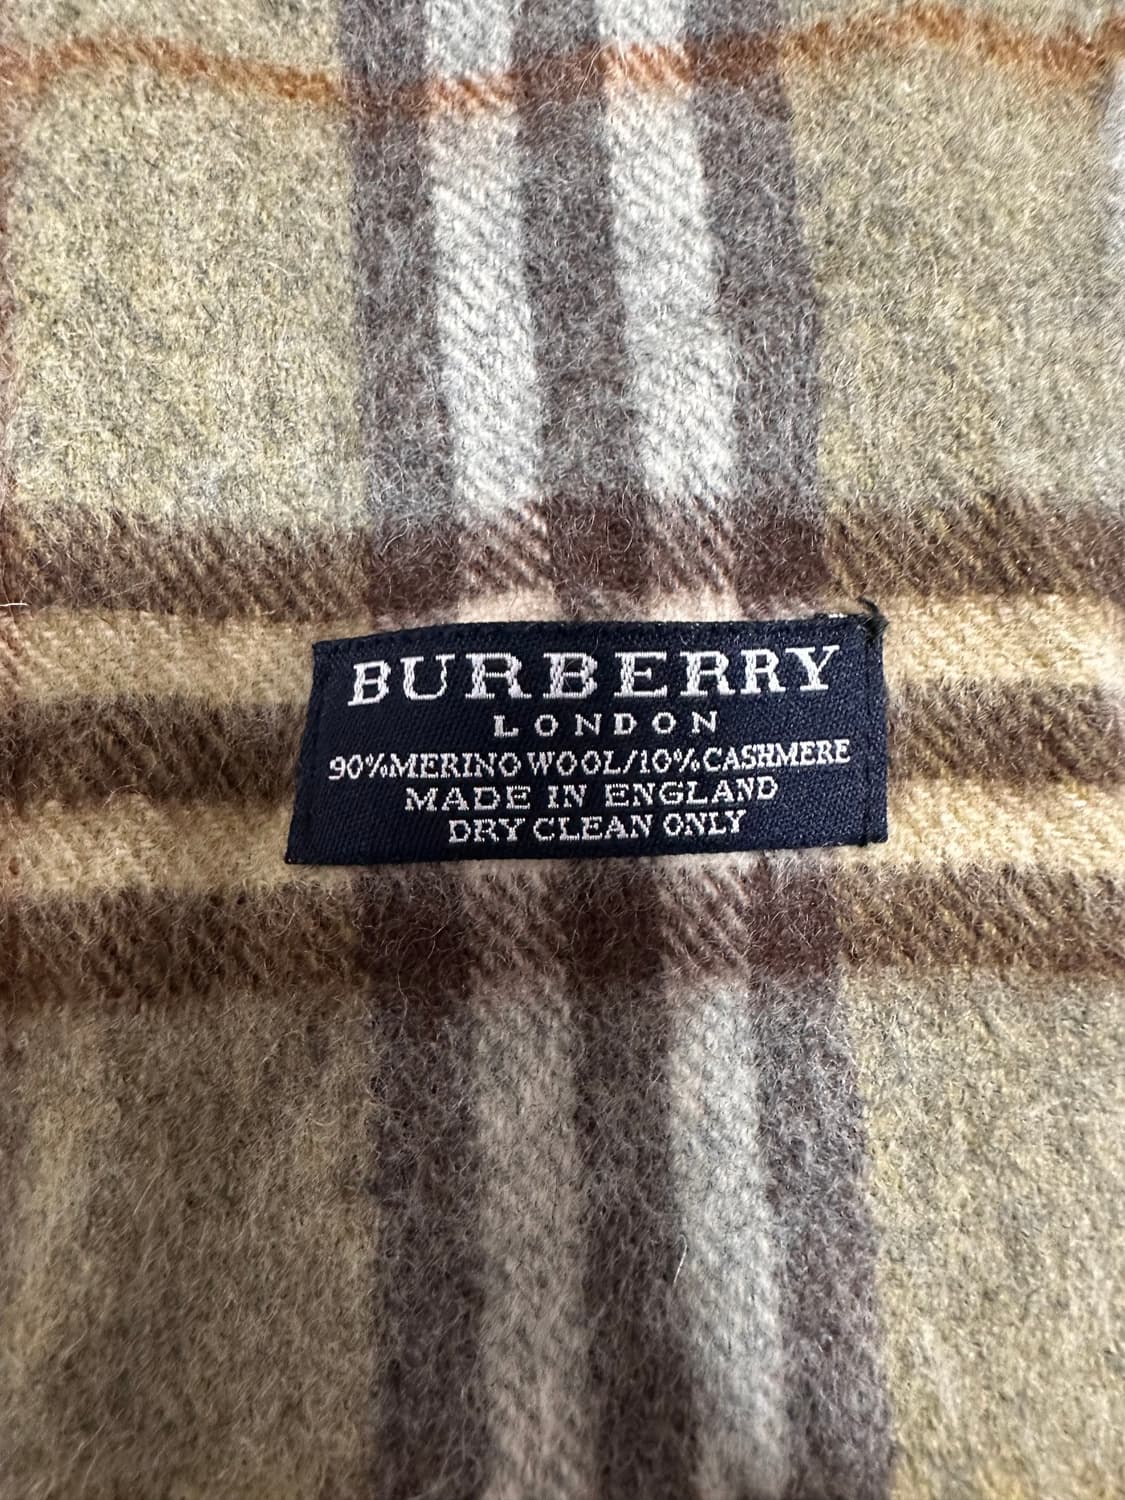 BURBERRY
LONDON
90%MERINO WOOL/10%CASHMERE
MADE IN ENGLAND
DRY CLEAN ONLY